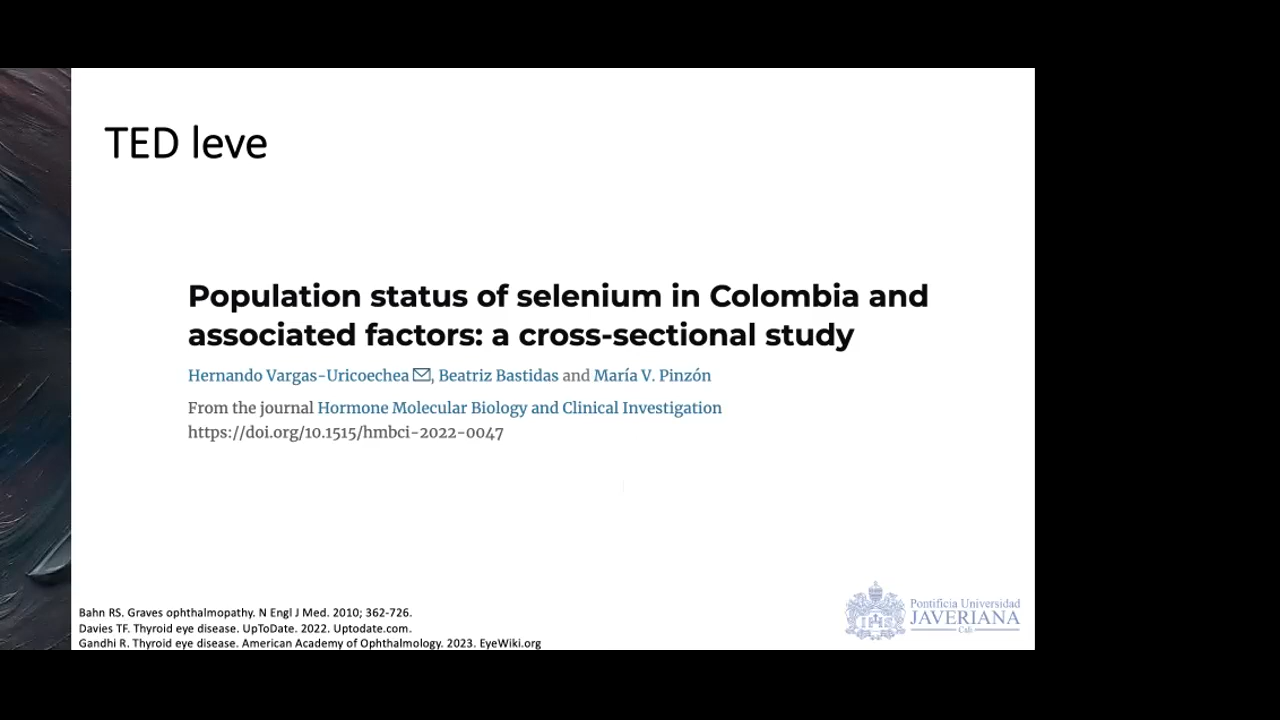 TED leve
Population status of selenium in Colombia and
associated factors: a cross-sectional study
Hernando Vargas-Uricoechea, Beatriz Bastidas and María V. Pinzón
From the journal Hormone Molecular Biology and Clinical Investigation
https://doi.org/10.1515/hmbci-2022-0047
Bahn RS. Graves ophthalmopathy. N Engl J Med. 2010; 362-726.
Davies TF. Thyroid eye disease. UpToDate. 2022. Uptodate.com.
Gandhi R. Thyroid eye disease. American Academy of Ophthalmology. 2023. EyeWiki.org
Pontificia Universidad
JAVERIANA
Cali